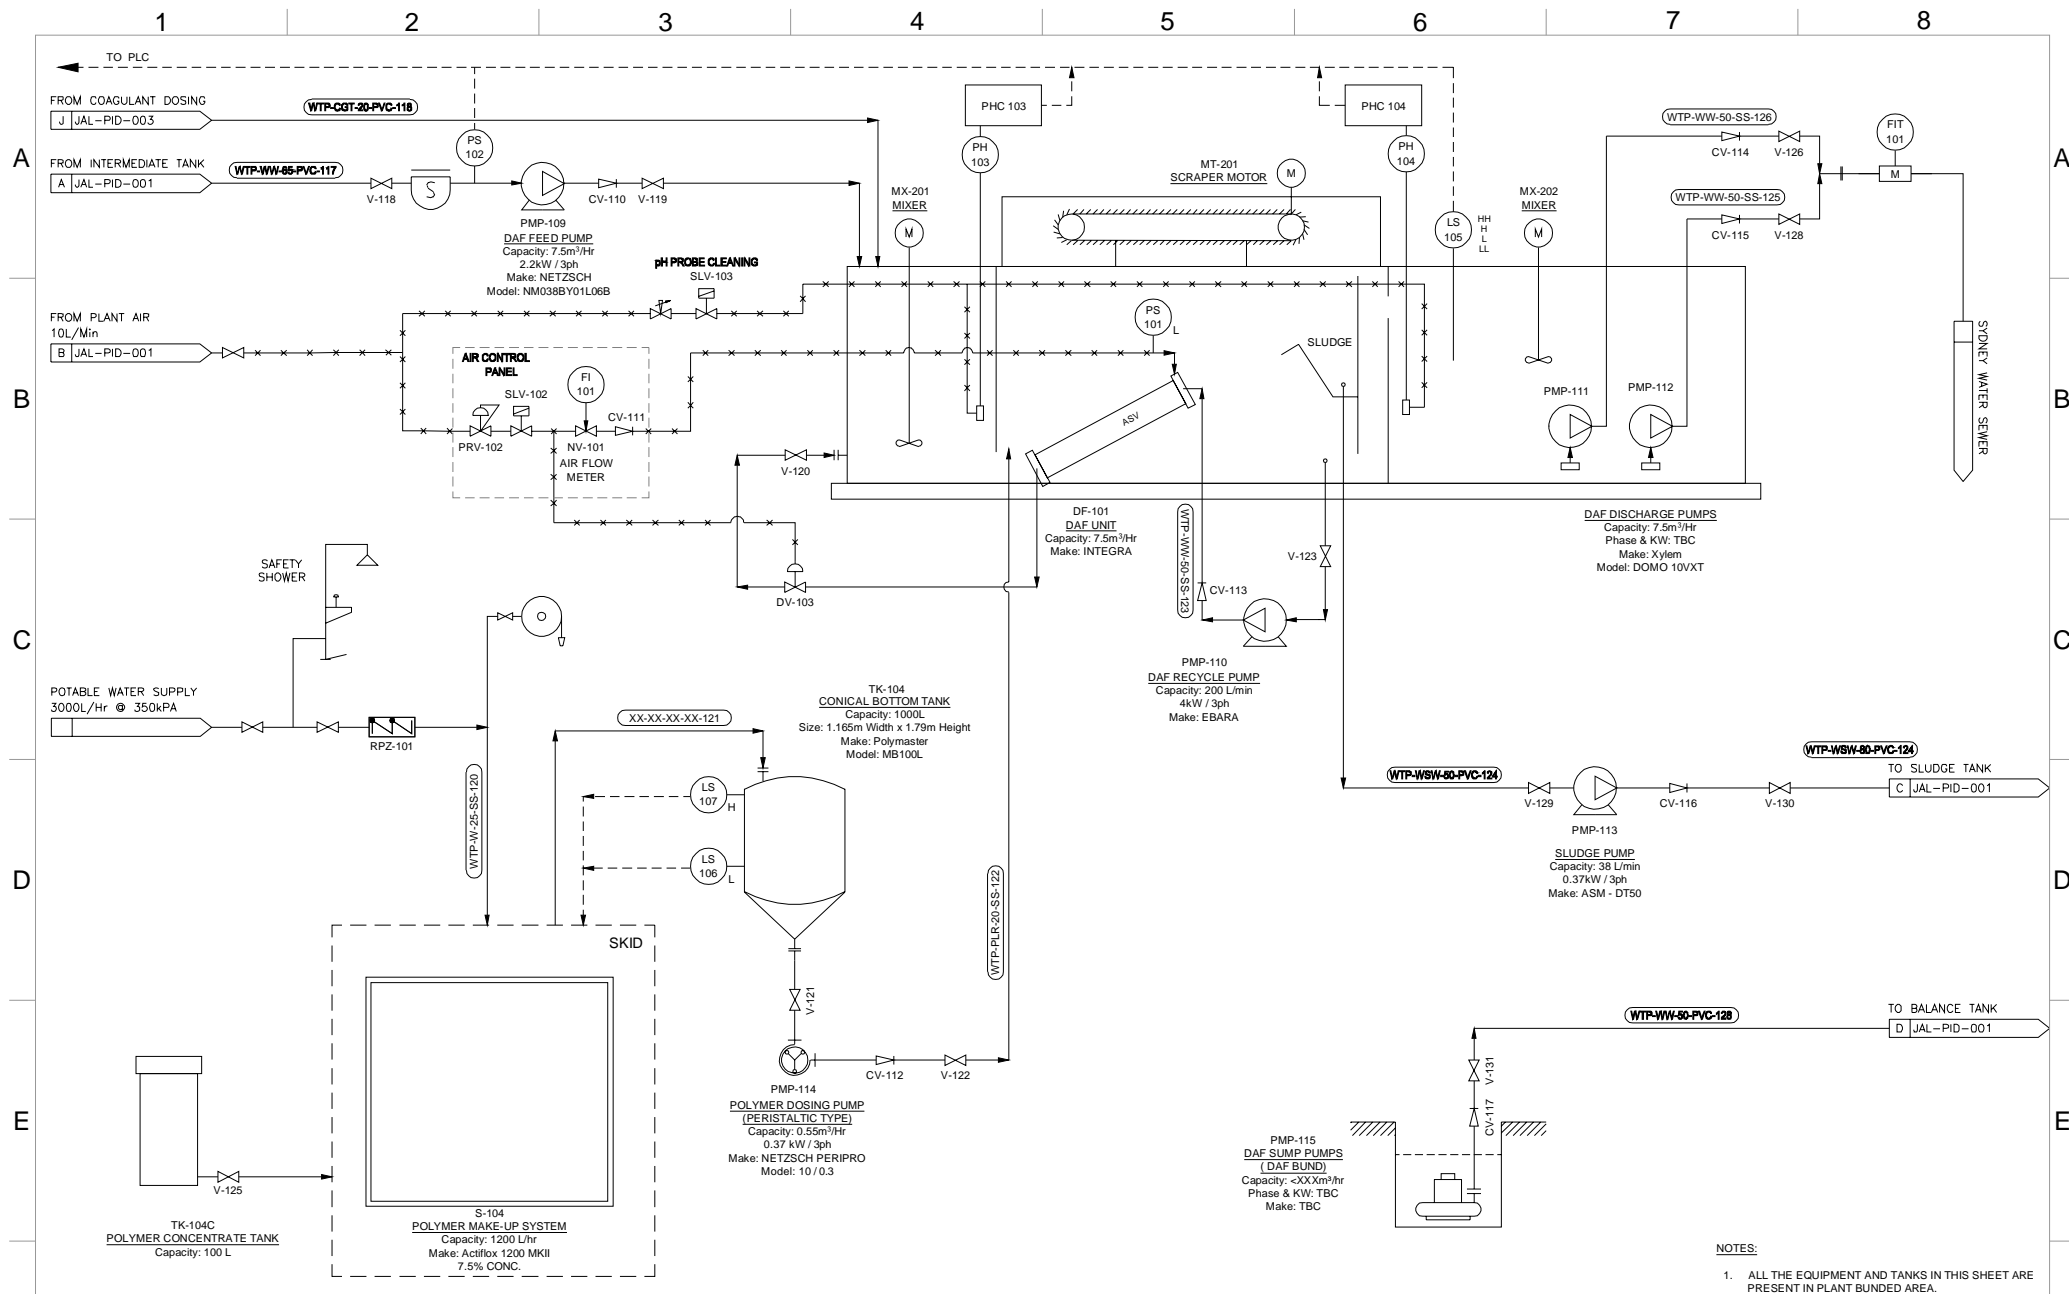 1 2 3 4 5 6 7 8
A
B
C
D
E
A
B
C
D
E
TO PLC
FROM COAGULANT DOSING
J JAL-PID-003
WTP-CGT-20-PVC-118
FROM INTERMEDIATE TANK
A JAL-PID-001
WTP-WW-65-PVC-117
V-118
S
PS
102
PMP-109
DAF FEED PUMP
Capacity: 7.5m³/Hr
2.2kW / 3ph
Make: NETZSCH
Model: NM038BY01L06B
CV-110
V-119
PHC 103
PH
103
PHC 104
PH
104
MX-201
MIXER
M
MT-201
SCRAPER MOTOR
M
LS
105
HH
H
L
LL
MX-202
MIXER
M
WTP-WW-50-SS-126
CV-114
V-126
WTP-WW-50-SS-125
CV-115
V-128
FIT
101
M
SYDNEY WATER SEWER
pH PROBE CLEANING
SLV-103
FROM PLANT AIR
10L/Min
B JAL-PID-001
AIR CONTROL
PANEL
SLV-102
FI
101
CV-111
PRV-102
NV-101
AIR FLOW
METER
PS
101
L
ASV
SLUDGE
PMP-111
PMP-112
V-120
DV-103
DF-101
DAF UNIT
Capacity: 7.5m³/Hr
Make: INTEGRA
WTP-WW-50-SS-123
CV-113
V-123
PMP-110
DAF RECYCLE PUMP
Capacity: 200 L/min
4kW / 3ph
Make: EBARA
DAF DISCHARGE PUMPS
Capacity: 7.5m³/Hr
Phase & KW: TBC
Make: Xylem
Model: DOMO 10VXT
SAFETY
SHOWER
POTABLE WATER SUPPLY
3000L/Hr @ 350kPA
RPZ-101
WTP-W-25-SS-120
XX-XX-XX-XX-121
TK-104
CONICAL BOTTOM TANK
Capacity: 1000L
Size: 1.165m Width x 1.79m Height
Make: Polymaster
Model: MB100L
LS
107
H
LS
106
L
WTP-PLR-20-SS-122
V-121
PMP-114
POLYMER DOSING PUMP
(PERISTALTIC TYPE)
Capacity: 0.55m³/Hr
0.37 kW / 3ph
Make: NETZSCH PERIPRO
Model: 10 / 0.3
CV-112
V-122
WTP-WSW-50-PVC-124
WTP-WSW-80-PVC-124
TO SLUDGE TANK
C JAL-PID-001
V-129
CV-116
V-130
PMP-113
SLUDGE PUMP
Capacity: 38 L/min
0.37kW / 3ph
Make: ASM - DT50
SKID
S-104
POLYMER MAKE-UP SYSTEM
Capacity: 1200 L/hr
Make: Actiflox 1200 MKII
7.5% CONC.
V-125
TK-104C
POLYMER CONCENTRATE TANK
Capacity: 100 L
TO BALANCE TANK
D JAL-PID-001
WTP-WW-50-PVC-128
V-131
CV-117
PMP-115
DAF SUMP PUMPS
( DAF BUND)
Capacity: <XXXm³/hr
Phase & KW: TBC
Make: TBC
NOTES:
1. ALL THE EQUIPMENT AND TANKS IN THIS SHEET ARE
PRESENT IN PLANT BUNDED AREA.